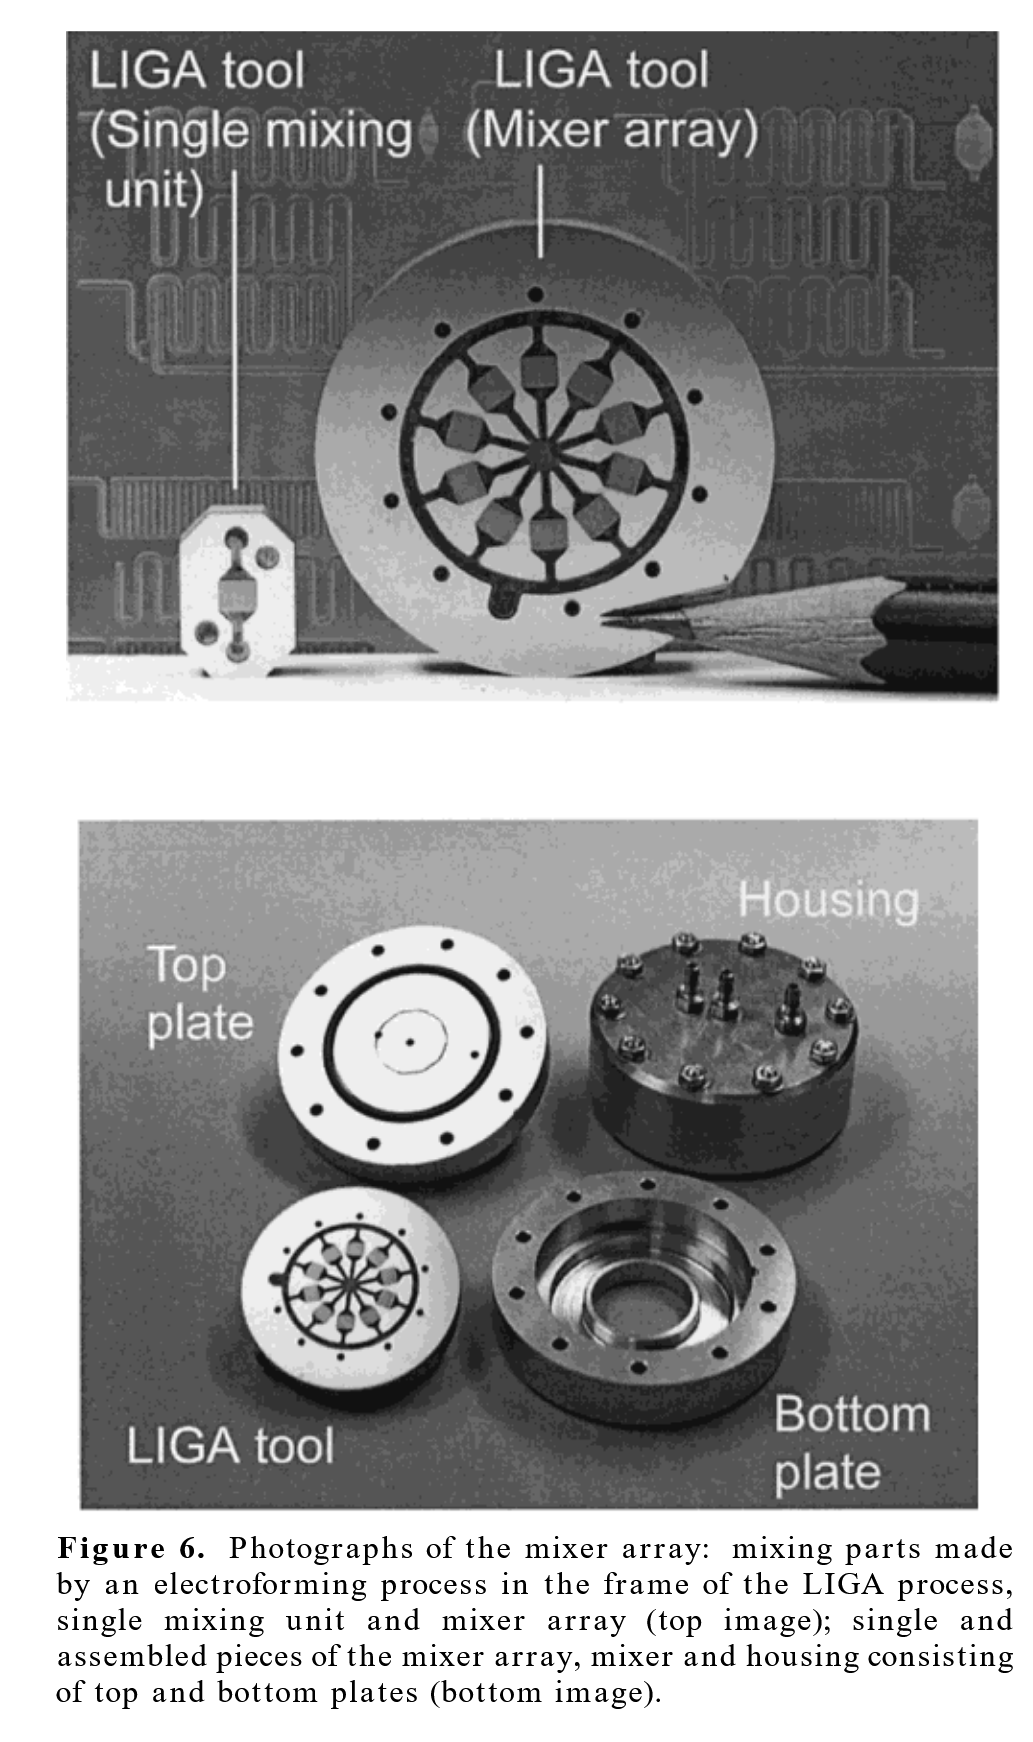 LIGA tool
(Single mixing
unit)
LIGA tool
(Mixer array)
Housing
Top
plate
LIGA tool
Bottom
plate
Figure 6. Photographs of the mixer array: mixing parts made
by an electroforming process in the frame of the LIGA process,
single mixing unit and mixer array (top image); single and
assembled pieces of the mixer array, mixer and housing consisting
of top and bottom plates (bottom image).